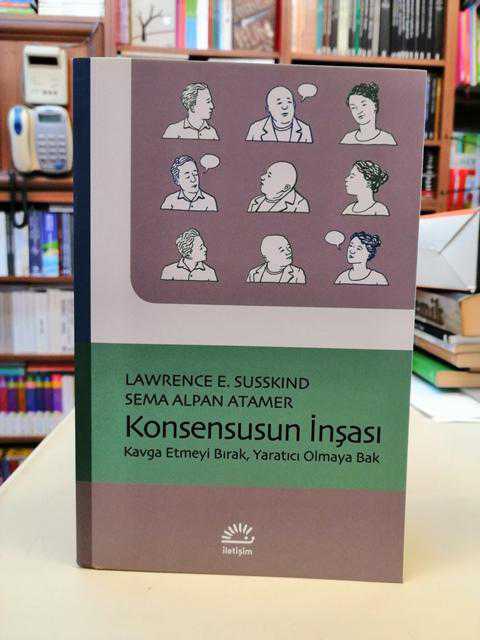 LAWRENCE E. SUSSKIND
SEMA ALPAN ATAMER
Konsensusun İnşası
Kavga Etmeyi Bırak, Yaratıcı Olmaya Bak
iletişim